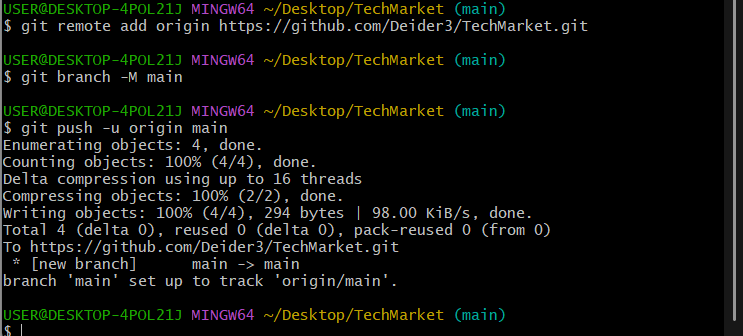 USER@DESKTOP-4POL21J MINGW64 ~/Desktop/TechMarket (main)
$ git remote add origin https://github.com/Deider3/TechMarket.git
USER@DESKTOP-4POL21J MINGW64 ~/Desktop/TechMarket (main)
$ git branch -M main
USER@DESKTOP-4POL21J MINGW64 ~/Desktop/TechMarket (main)
$ git push -u origin main
Enumerating objects: 4, done.
Counting objects: 100% (4/4), done.
Delta compression using up to 16 threads
Compressing objects: 100% (2/2), done.
Writing objects: 100% (4/4), 294 bytes | 98.00 KiB/s, done.
Total 4 (delta 0), reused 0 (delta 0), pack-reused 0 (from 0)
To https://github.com/Deider3/TechMarket.git
 * [new branch]      main -> main
branch 'main' set up to track 'origin/main'.
USER@DESKTOP-4POL21J MINGW64 ~/Desktop/TechMarket (main)
$